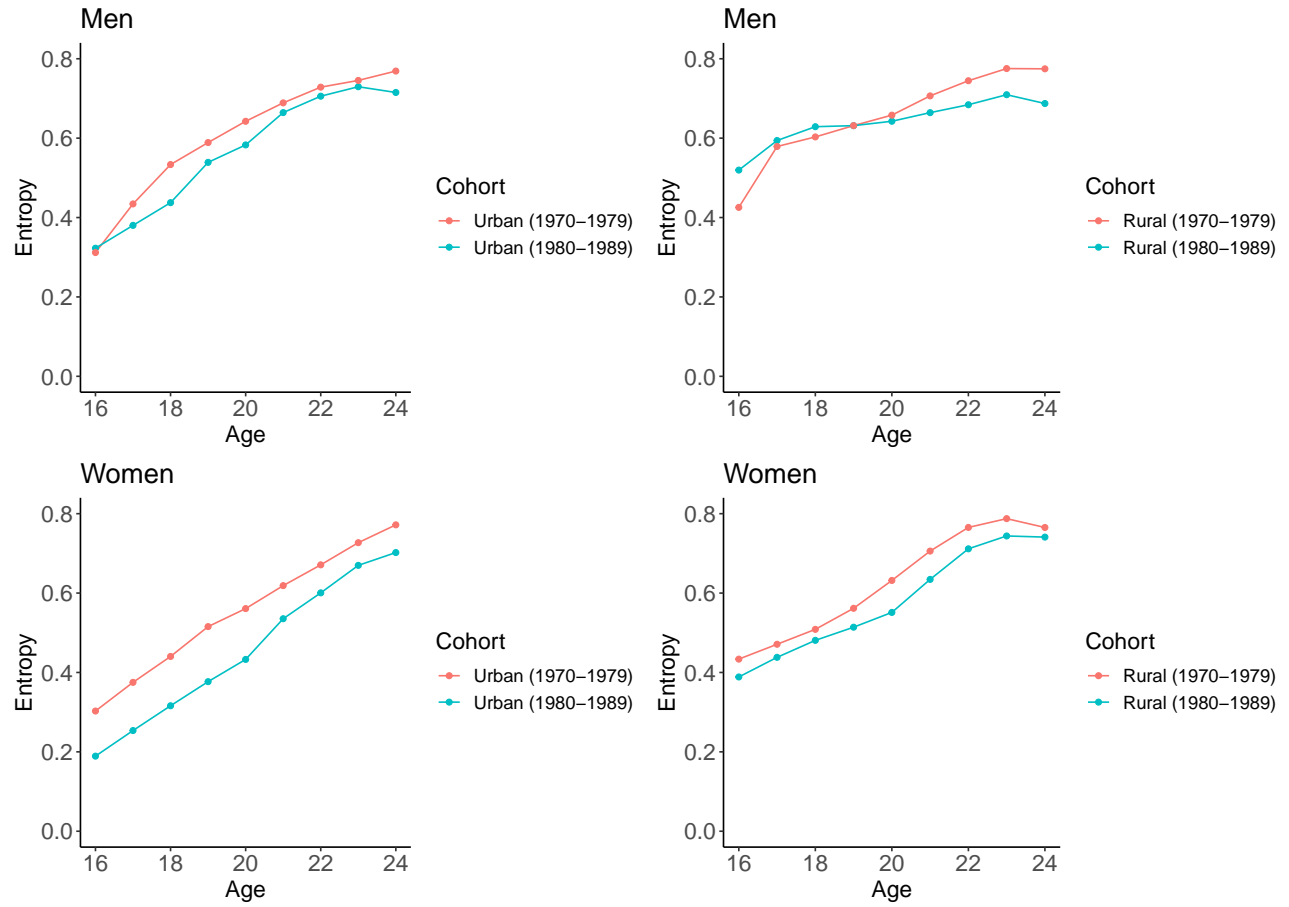 Men
Entropy
0.8
0.6
0.4
0.2
0.0
16 18 20 22 24
Age
Cohort
Urban (1970−1979)
Urban (1980−1989)
Men
Entropy
0.8
0.6
0.4
0.2
0.0
16 18 20 22 24
Age
Cohort
Rural (1970−1979)
Rural (1980−1989)
Women
Entropy
0.8
0.6
0.4
0.2
0.0
16 18 20 22 24
Age
Cohort
Urban (1970−1979)
Urban (1980−1989)
Women
Entropy
0.8
0.6
0.4
0.2
0.0
16 18 20 22 24
Age
Cohort
Rural (1970−1979)
Rural (1980−1989)